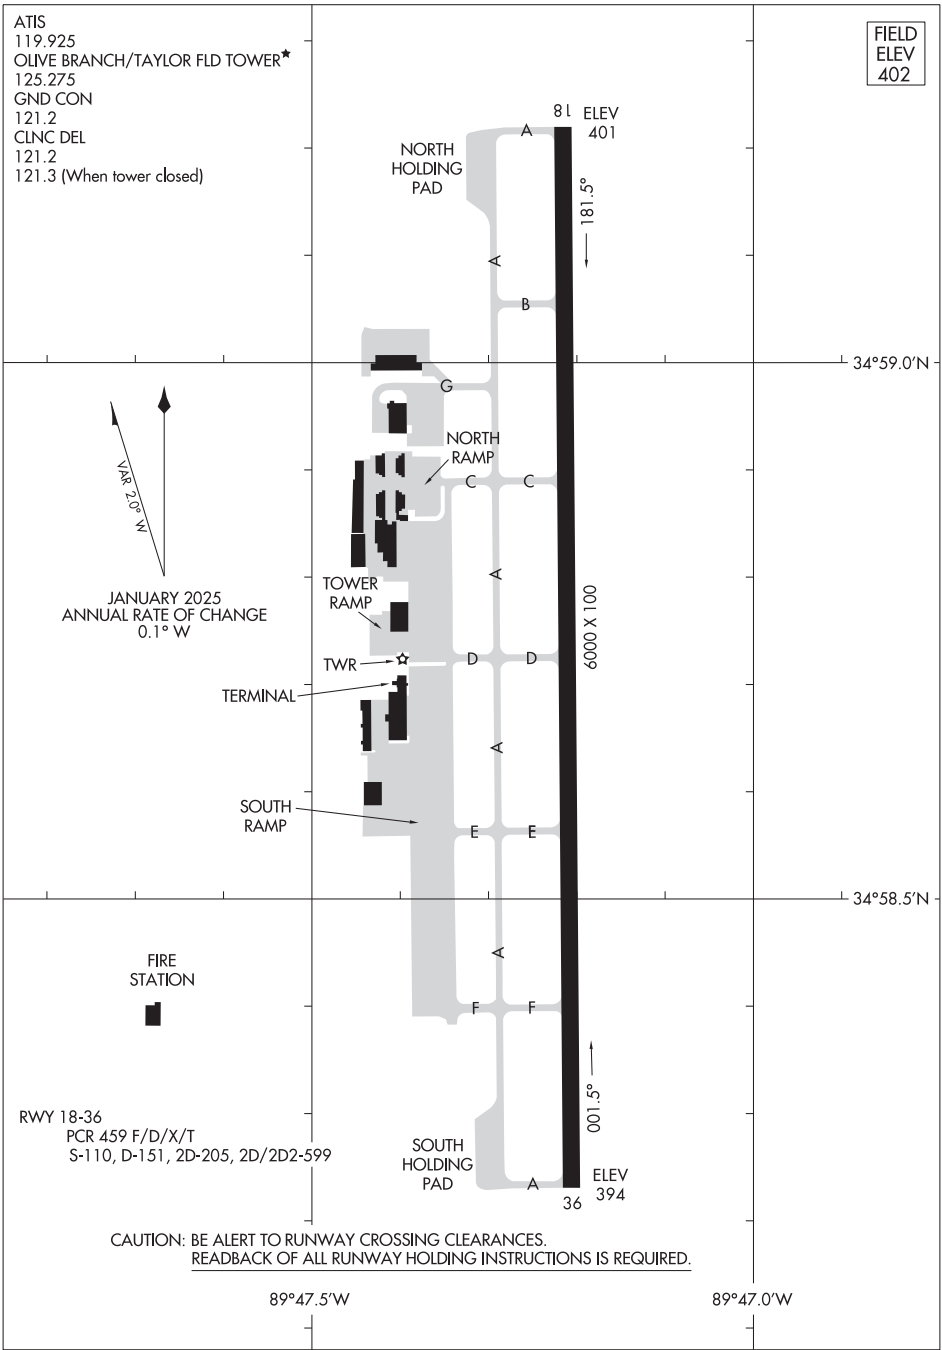 ATIS
119.925
OLIVE BRANCH/TAYLOR FLD TOWER★
125.275
GND CON
121.2
CLNC DEL
121.2
121.3 (When tower closed)
FIELD
ELEV
402
18
ELEV
401
A
NORTH
HOLDING
PAD
181.5°
A
B
34°59.0'N
G
VAR 2.0° W
NORTH
RAMP
C
C
A
JANUARY 2025
ANNUAL RATE OF CHANGE
0.1° W
TOWER
RAMP
6000 X 100
TWR
D
D
TERMINAL
A
SOUTH
RAMP
E
E
34°58.5'N
A
FIRE
STATION
F
F
001.5°
RWY 18-36
PCR 459 F/D/X/T
S-110, D-151, 2D-205, 2D/2D2-599
SOUTH
HOLDING
PAD
A
36
ELEV
394
CAUTION: BE ALERT TO RUNWAY CROSSING CLEARANCES.
READBACK OF ALL RUNWAY HOLDING INSTRUCTIONS IS REQUIRED.
89°47.5'W
89°47.0'W